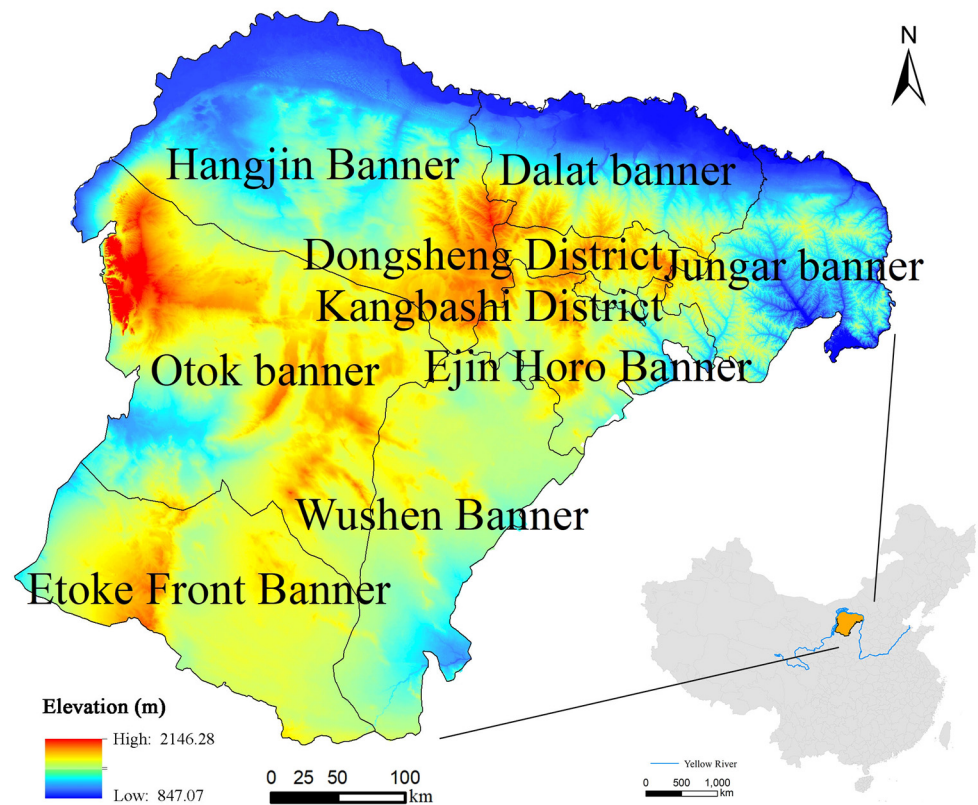 N
Hangjin Banner
Dalat banner
Dongsheng District
Jungar banner
Kangbashi District
Otok banner
Ejin Horo Banner
Wushen Banner
Etoke Front Banner
Elevation (m)
High: 2146.28
Low: 847.07
0 25 50 100
km
Yellow River
0 500 1,000
km